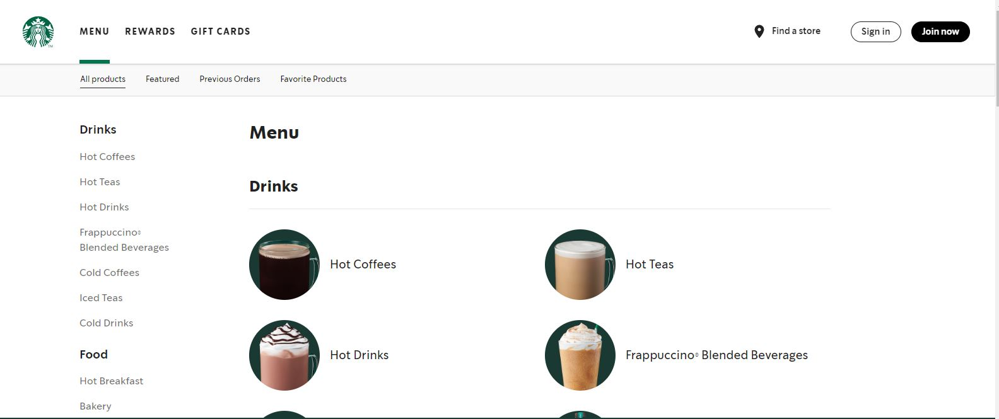 MENU REWARDS GIFT CARDS Find a store Sign in Join now
TM
All products Featured Previous Orders Favorite Products
Drinks
Hot Coffees
Hot Teas
Hot Drinks
Frappuccino®
Blended Beverages
Cold Coffees
Iced Teas
Cold Drinks
Food
Hot Breakfast
Bakery
Menu
Drinks
Hot Coffees
Hot Teas
Hot Drinks
Frappuccino® Blended Beverages